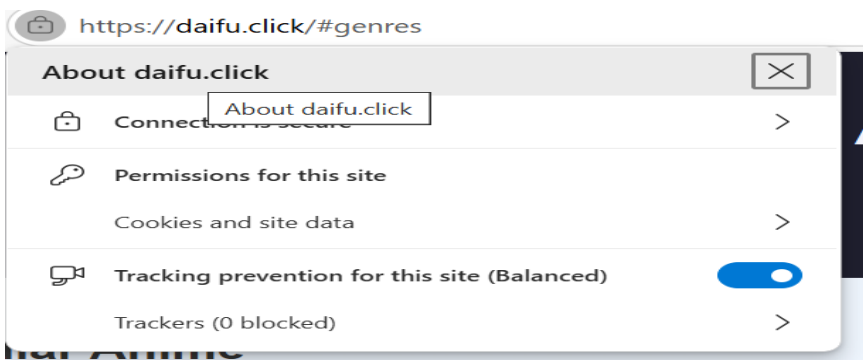 https://daifu.click/#genres
About daifu.click
About daifu.click
Connection is secure
Permissions for this site
Cookies and site data
Tracking prevention for this site (Balanced)
Trackers (0 blocked)
Anime